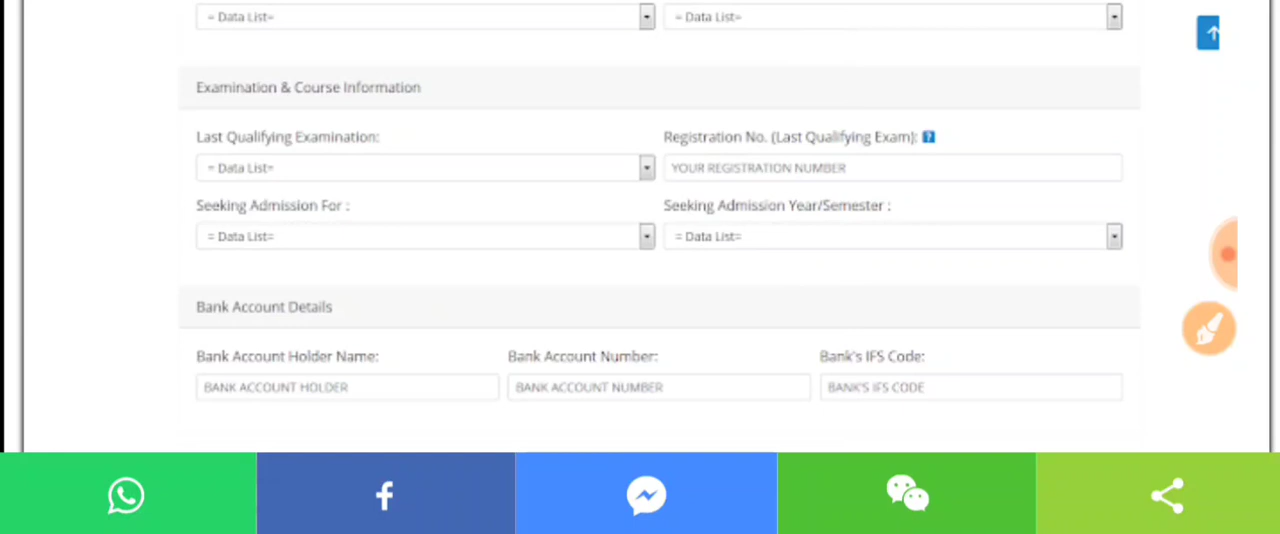 = Data List= = Data List=
Examination & Course Information
Last Qualifying Examination: Registration No. (Last Qualifying Exam): ?
= Data List= YOUR REGISTRATION NUMBER
Seeking Admission For : Seeking Admission Year/Semester :
= Data List= = Data List=
Bank Account Details
Bank Account Holder Name: Bank Account Number: Bank's IFS Code:
BANK ACCOUNT HOLDER BANK ACCOUNT NUMBER BANK'S IFS CODE